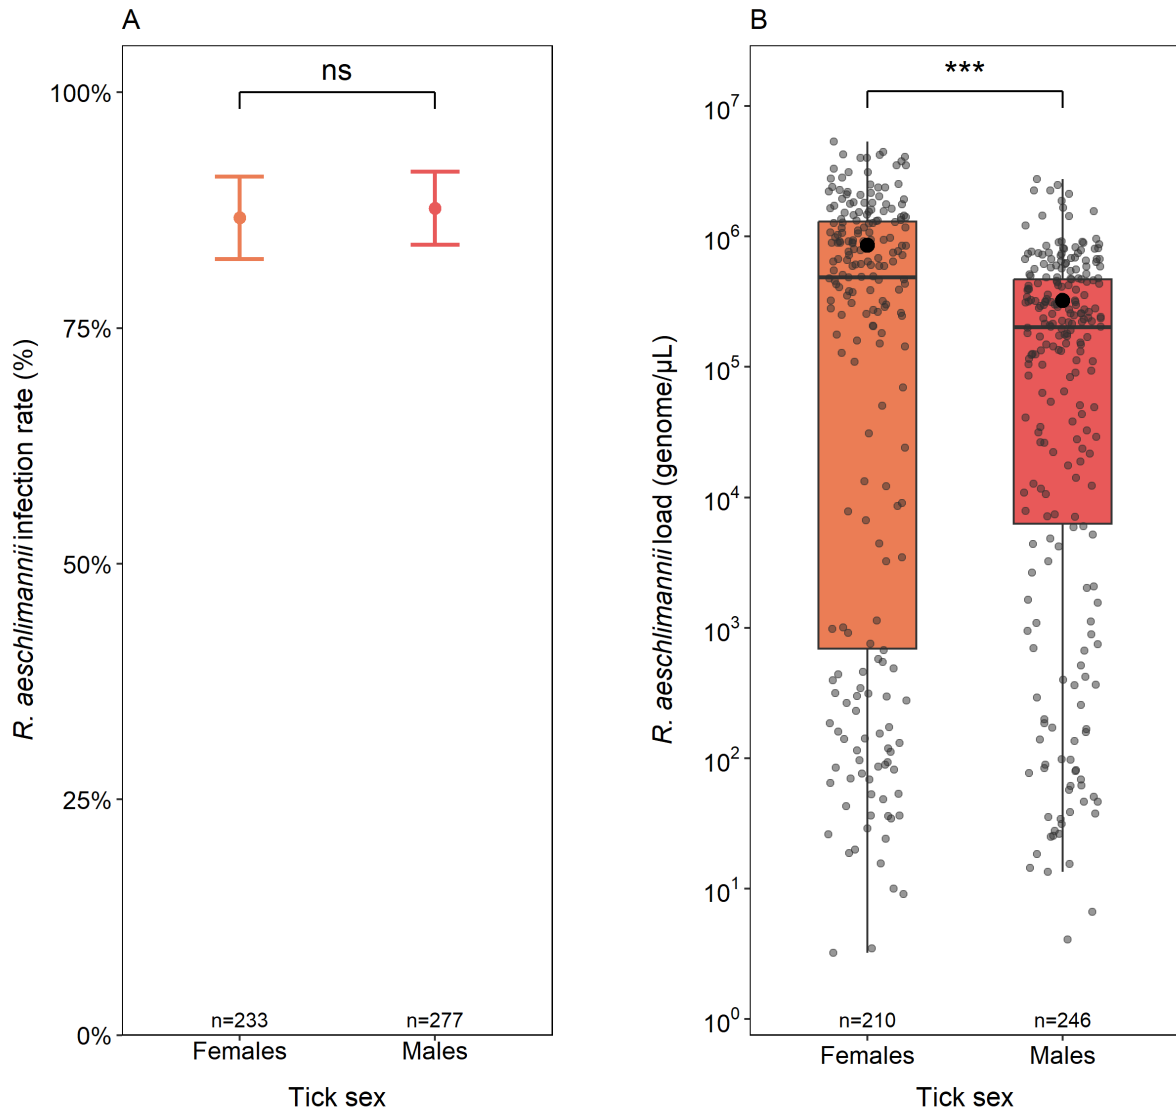 A
R. aeschlimannii infection rate (%)
100%
75%
50%
25%
0%
ns
n=233
n=277
Females
Males
Tick sex
B
R. aeschlimannii load (genome/μL)
10^7
10^6
10^5
10^4
10^3
10^2
10^1
10^0
***
n=210
n=246
Females
Males
Tick sex